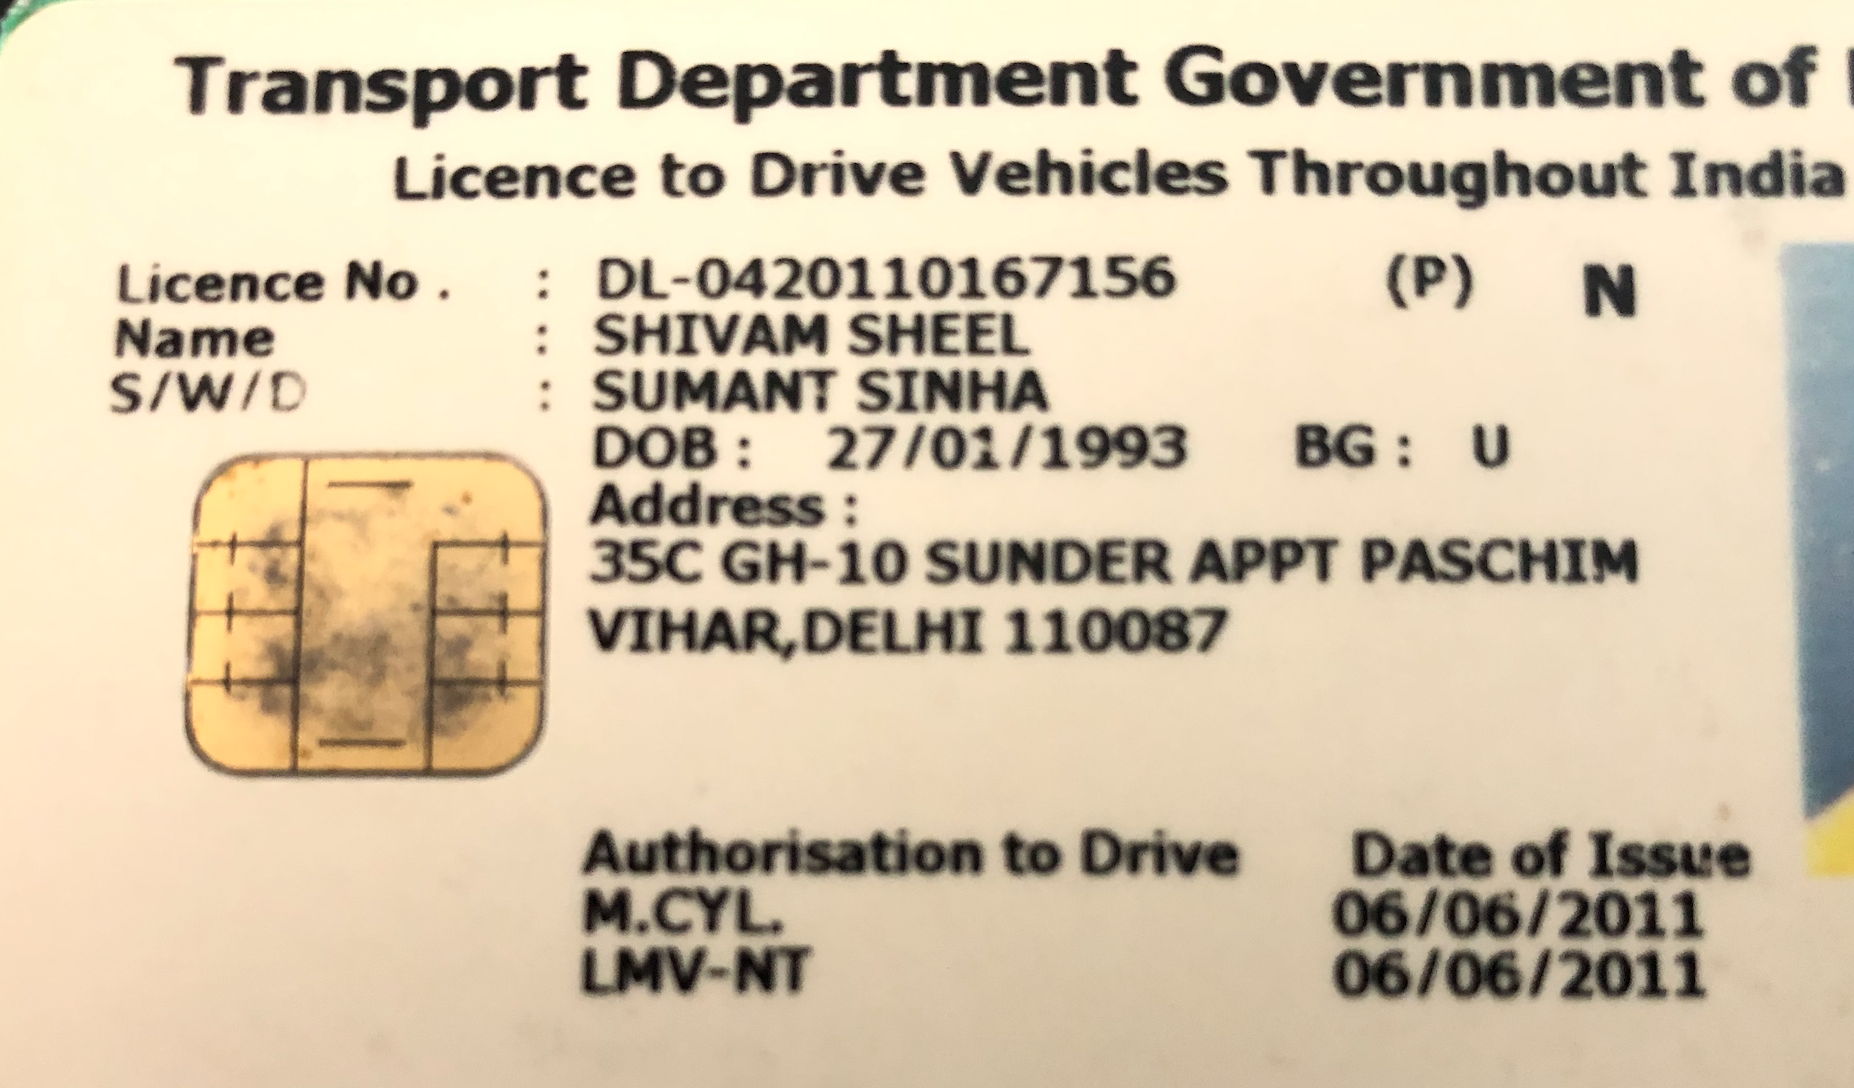 Transport Department Government of
Licence to Drive Vehicles Throughout India
Licence No . : DL-0420110167156 (P) N
Name : SHIVAM SHEEL
S/W/D : SUMANT SINHA
DOB : 27/01/1993 BG : U
Address :
35C GH-10 SUNDER APPT PASCHIM
VIHAR,DELHI 110087
Authorisation to Drive Date of Issue
M.CYL. 06/06/2011
LMV-NT 06/06/2011